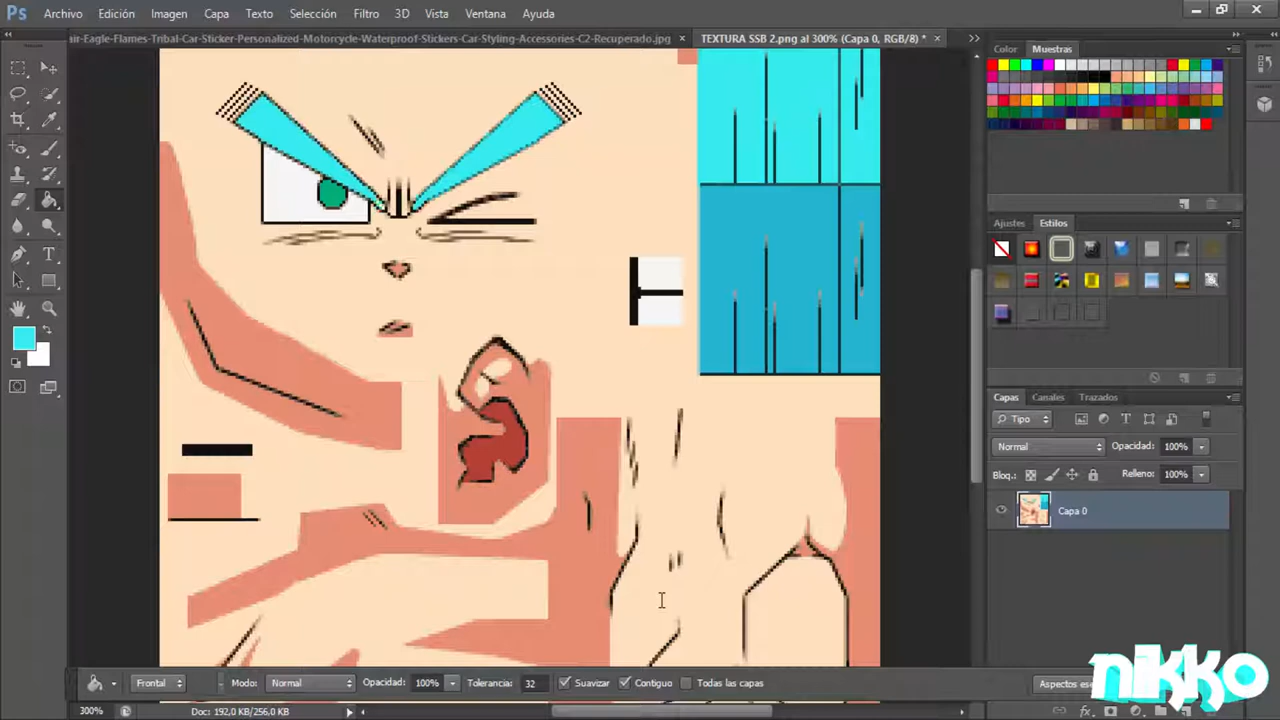 Ps Archivo Edición Imagen Capa Texto Selección Filtro 3D Vista Ventana Ayuda
air-Eagle-Flames-Tribal-Car-Sticker-Personalized-Motorcycle-Waterproof-Stickers-Car-Styling-Accessories-C2-Recuperado.jpg × TEXTURA SSB 2.png al 300% (Capa 0, RGB/8) * ×
Color Muestras
Ajustes Estilos
Capas Canales Trazados
Tipo
Normal Opacidad: 100%
Bloq.: Relleno: 100%
Capa 0
Frontal Modo: Normal Opacidad: 100% Tolerancia: 32 Suavizar Contiguo Todas las capas Aspectos
300% Doc: 192,0 KB/256,0 KB
nikko